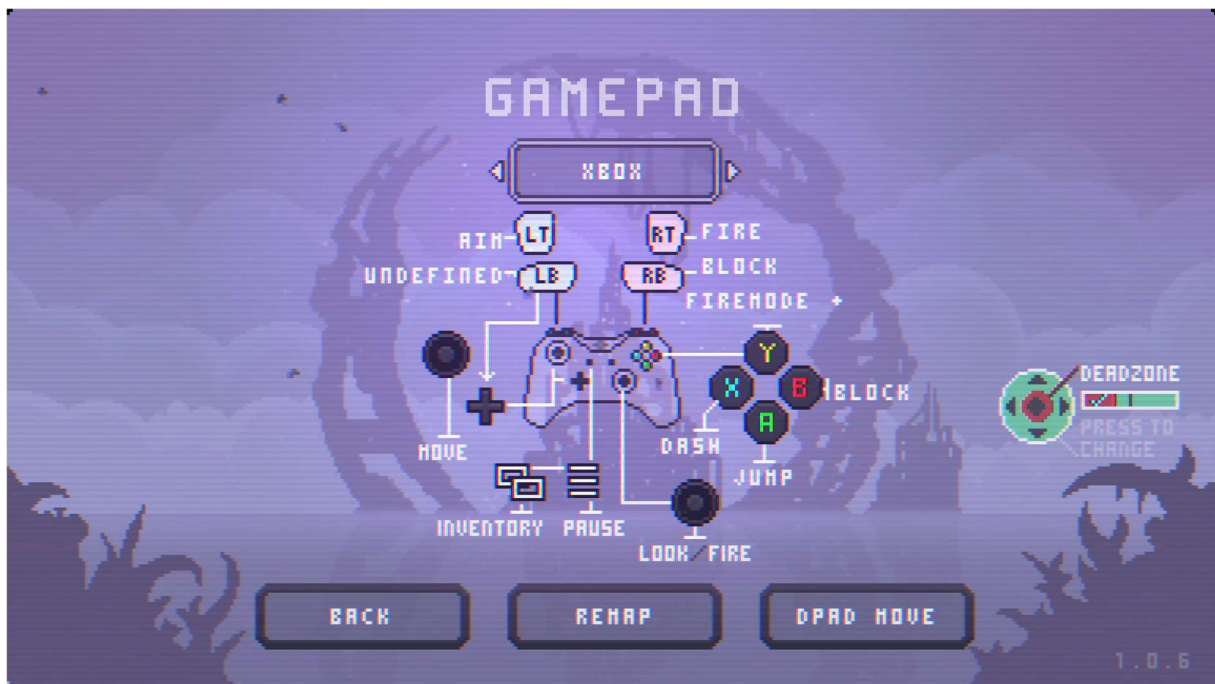 GAMEPAD
XBOX
LT
RT
AIM
FIRE
UNDEFINED
LB
RB
BLOCK
FIREMODE +
Y
X
B
BLOCK
A
DEADZONE
PRESS TO
CHANGE
MOVE
DASH
JUMP
INVENTORY
PAUSE
LOOK/FIRE
BACK
REMAP
DPAD MOVE
1.0.6